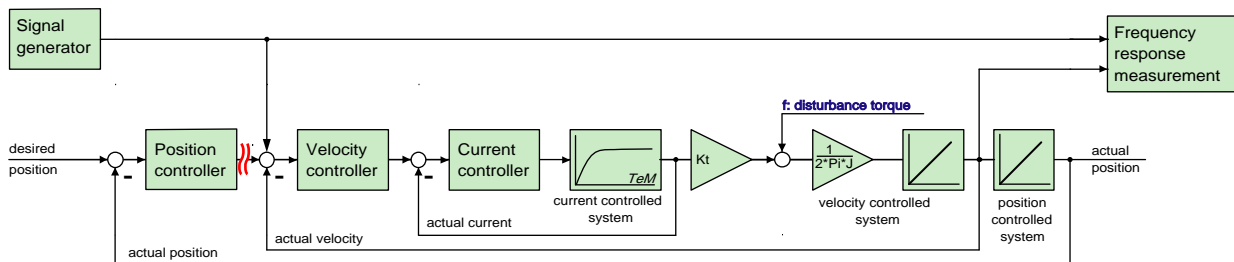 Signal
generator
Frequency
response
measurement
f: disturbance torque
desired
position
Position
controller
Velocity
controller
Current
controller
TeM
Kt
1
2*Pi*J
actual
position
-
-
-
current controlled
system
velocity controlled
system
position
controlled
system
actual current
actual velocity
actual position